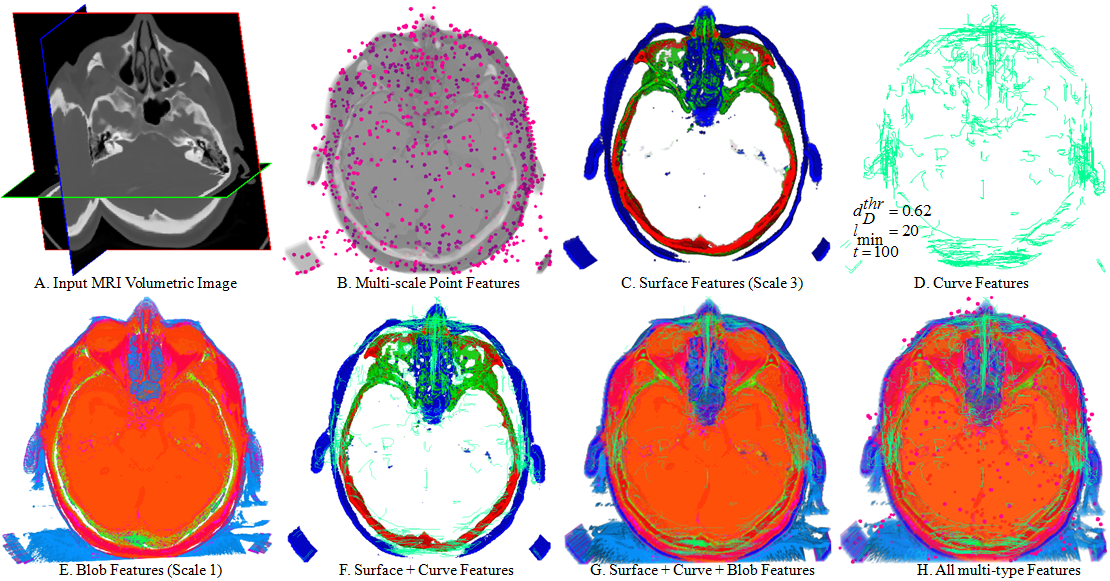 d_D^thr = 0.62
l_min = 20
t = 100
A. Input MRI Volumetric Image
B. Multi-scale Point Features
C. Surface Features (Scale 3)
D. Curve Features
E. Blob Features (Scale 1)
F. Surface + Curve Features
G. Surface + Curve + Blob Features
H. All multi-type Features